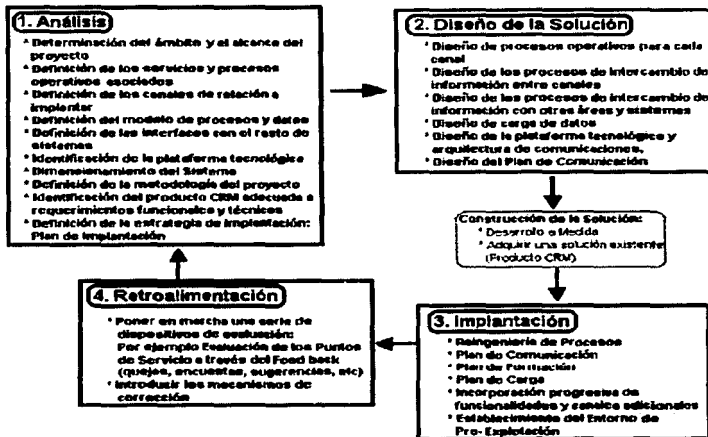 1. Análisis
* Determinación del ámbito y el alcance del
proyecto
* Definición de los servicios y procesos
operativos asociados
* Definición de los canales de relación a
implantar
* Definición del modelo de procesos y datos
* Definición de las interfaces con el resto de
sistemas
* Identificación de la plataforma tecnológica
* Dimensionamiento del Sistema
* Definición de la metodología del proyecto
* Identificación del producto CRM adecuada a
requerimientos funcionales y técnicos
* Definición de la estrategia de implantación:
Plan de Implantación
2. Diseño de la Solución
* Diseño de procesos operativos para cada
canal
* Diseño de los procesos de intercambio de
información entre canales
* Diseño de los procesos de intercambio de
información con otras áreas y sistemas
* Diseño de carga de datos
* Diseño de la plataforma tecnológica y
arquitectura de comunicaciones.
* Diseño del Plan de Comunicación
Construcción de la Solución:
* Desarrollo a Medida
* Adquirir una solución existente
(Producto CRM)
3. Implantación
* Reingeniería de Procesos
* Plan de Comunicación
* Plan de Formación
* Plan de Carga
* Incorporación progresiva de
funcionalidades y canales adicionales
* Establecimiento del Entorno de
Pre-Explotación
4. Retroalimentación
* Poner en marcha una serie de
dispositivos de evaluación:
Por ejemplo Evaluación de los Puntos
de Servicio a través del Feed back
(quejas, encuestas, sugerencias, etc)
* Introducir los mecanismos de
corrección